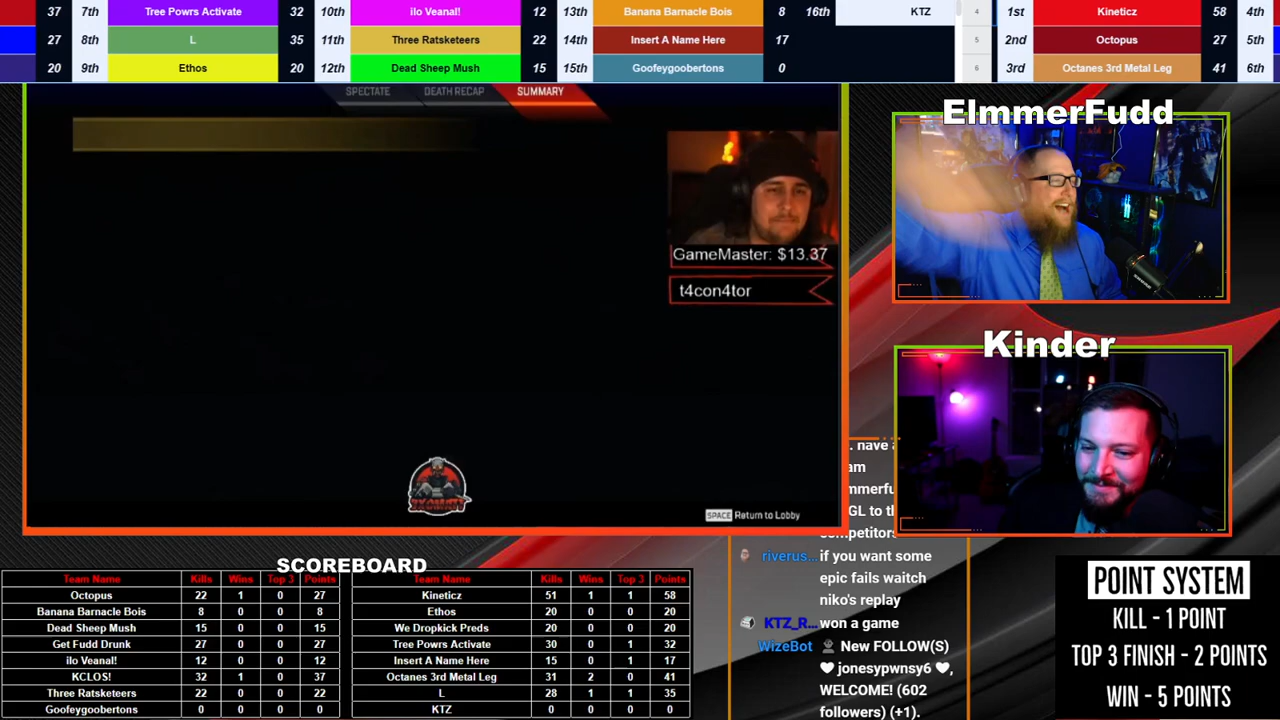 37 7th Tree Powrs Activate 32 10th ilo Veanal! 12 13th Banana Barnacle Bois 8 16th KTZ 4 1st Kineticz 58 4th
27 8th L 35 11th Three Ratsketeers 22 14th Insert A Name Here 17 5 2nd Octopus 27 5th
20 9th Ethos 20 12th Dead Sheep Mush 15 15th Goofeygoobertons 0 6 3rd Octanes 3rd Metal Leg 41 6th
SPECTATE DEATH RECAP SUMMARY
GameMaster: $13.37
t4con4tor
SPACE Return to Lobby
ElmmerFudd
Kinder
am
mmerfu
GL to th
competitors
riverus... if you want some
epic fails waitch
niko's replay
KTZ_R... won a game
WizeBot New FOLLOW(S)
jonesypwnsy6,
WELCOME! (602
followers) (+1).
SCOREBOARD
Team Name Kills Wins Top 3 Points
Octopus 22 1 0 27
Banana Barnacle Bois 8 0 0 8
Dead Sheep Mush 15 0 0 15
Get Fudd Drunk 27 0 0 27
ilo Veanal! 12 0 0 12
KCLOS! 32 1 0 37
Three Ratsketeers 22 0 0 22
Goofeygoobertons 0 0 0 0
Team Name Kills Wins Top 3 Points
Kineticz 51 1 1 58
Ethos 20 0 0 20
We Dropkick Preds 20 0 0 20
Tree Powrs Activate 30 0 1 32
Insert A Name Here 15 0 1 17
Octanes 3rd Metal Leg 31 2 0 41
L 28 1 1 35
KTZ 0 0 0 0
POINT SYSTEM
KILL - 1 POINT
TOP 3 FINISH - 2 POINTS
WIN - 5 POINTS